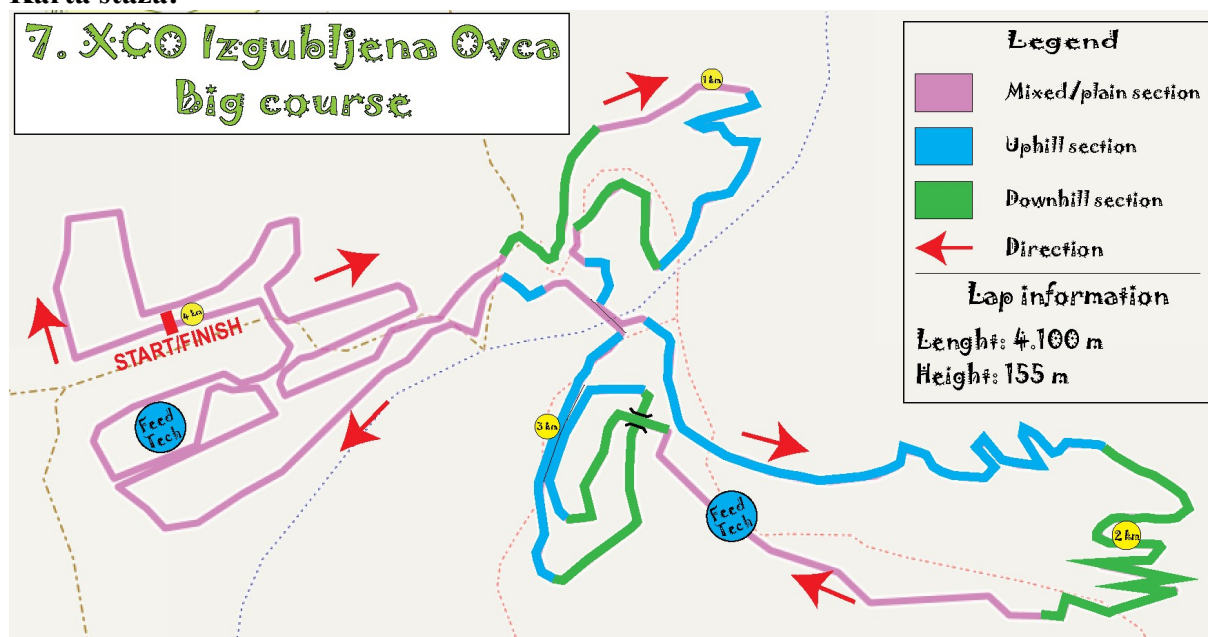 Karta staza:
7. XCO Izgubljena Ovca
Big course
Legend
Mixed/plain section
Uphill section
Downhill section
Direction
Lap information
Lenght: 4.100 m
Height: 155 m
1 km
4 km
START/FINISH
Feed
Tech
3 km
Feed
Tech
2 km